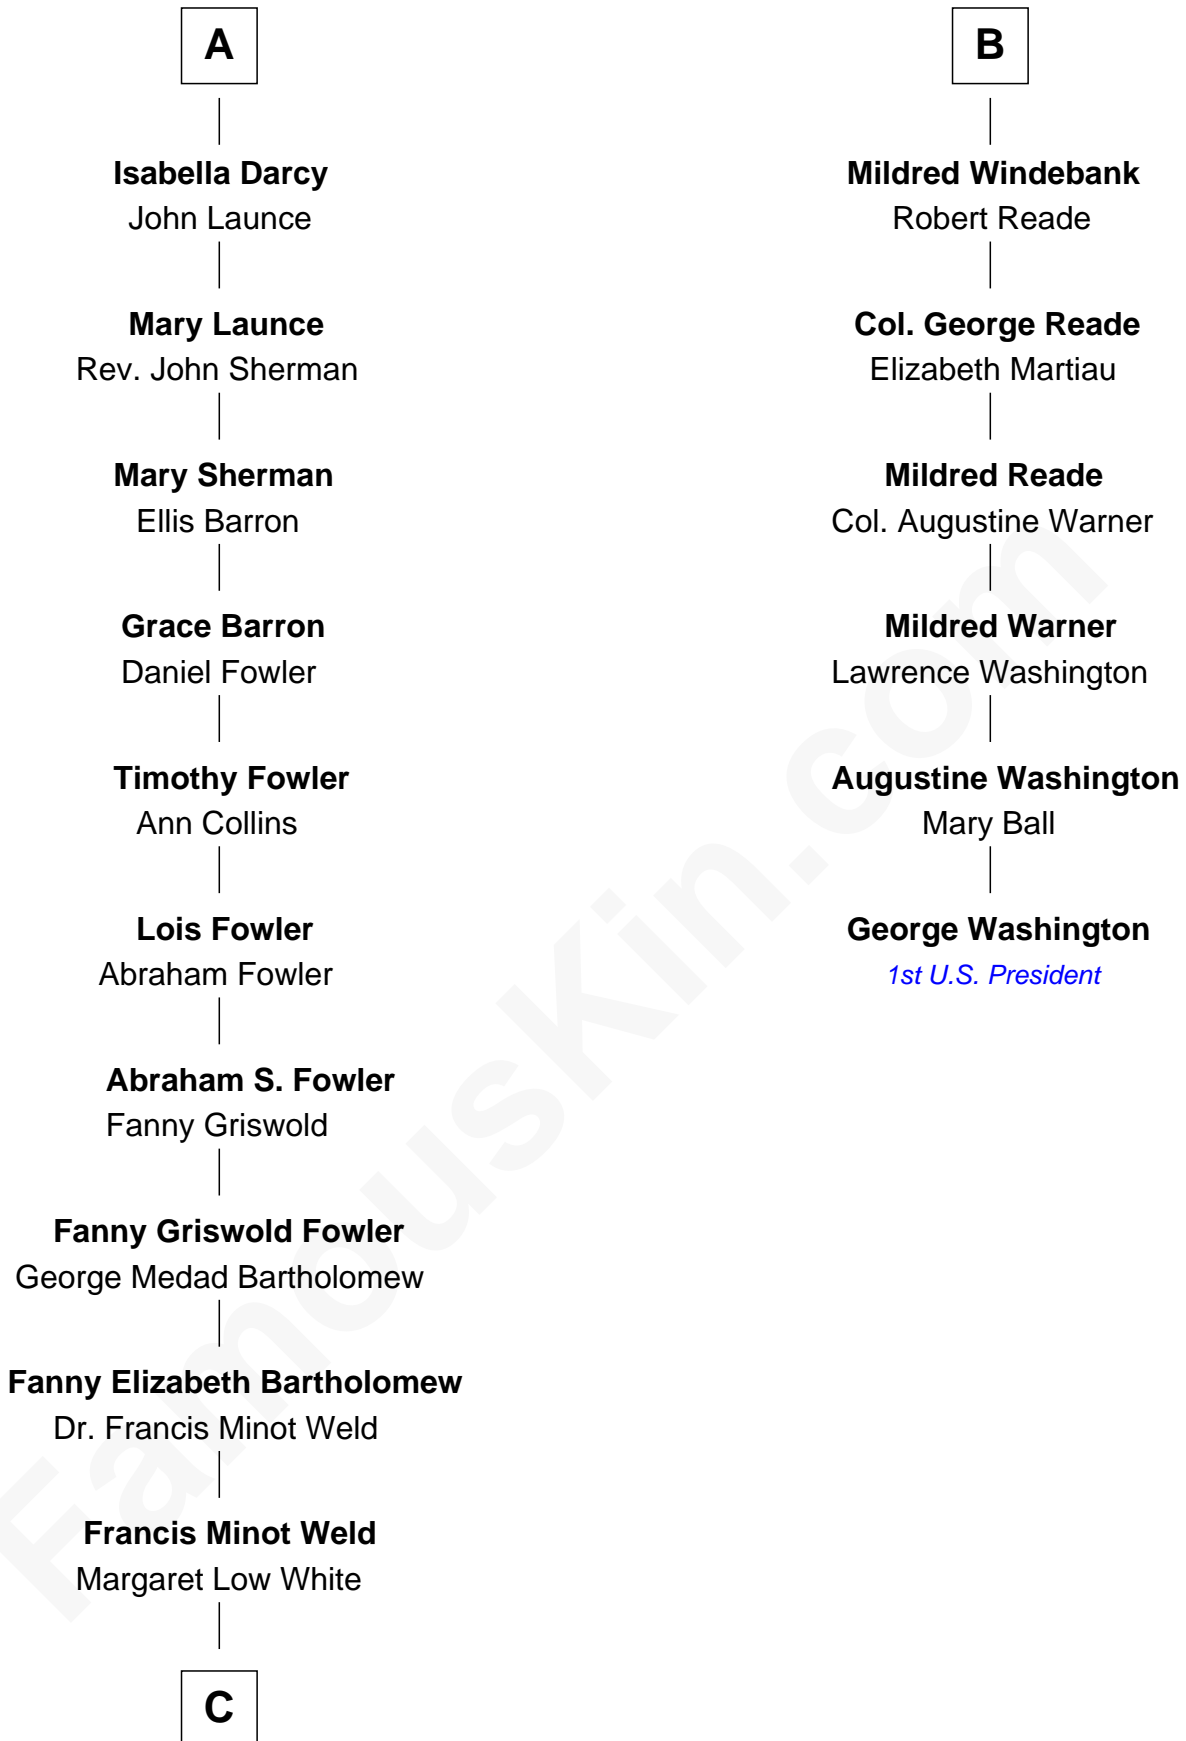 A
Isabella Darcy
John Launce
Mary Launce
Rev. John Sherman
Mary Sherman
Ellis Barron
Grace Barron
Daniel Fowler
Timothy Fowler
Ann Collins
Lois Fowler
Abraham Fowler
Abraham S. Fowler
Fanny Griswold
Fanny Griswold Fowler
George Medad Bartholomew
Fanny Elizabeth Bartholomew
Dr. Francis Minot Weld
Francis Minot Weld
Margaret Low White
C
B
Mildred Windebank
Robert Reade
Col. George Reade
Elizabeth Martiau
Mildred Reade
Col. Augustine Warner
Mildred Warner
Lawrence Washington
Augustine Washington
Mary Ball
George Washington
1st U.S. President
FamousKin.com